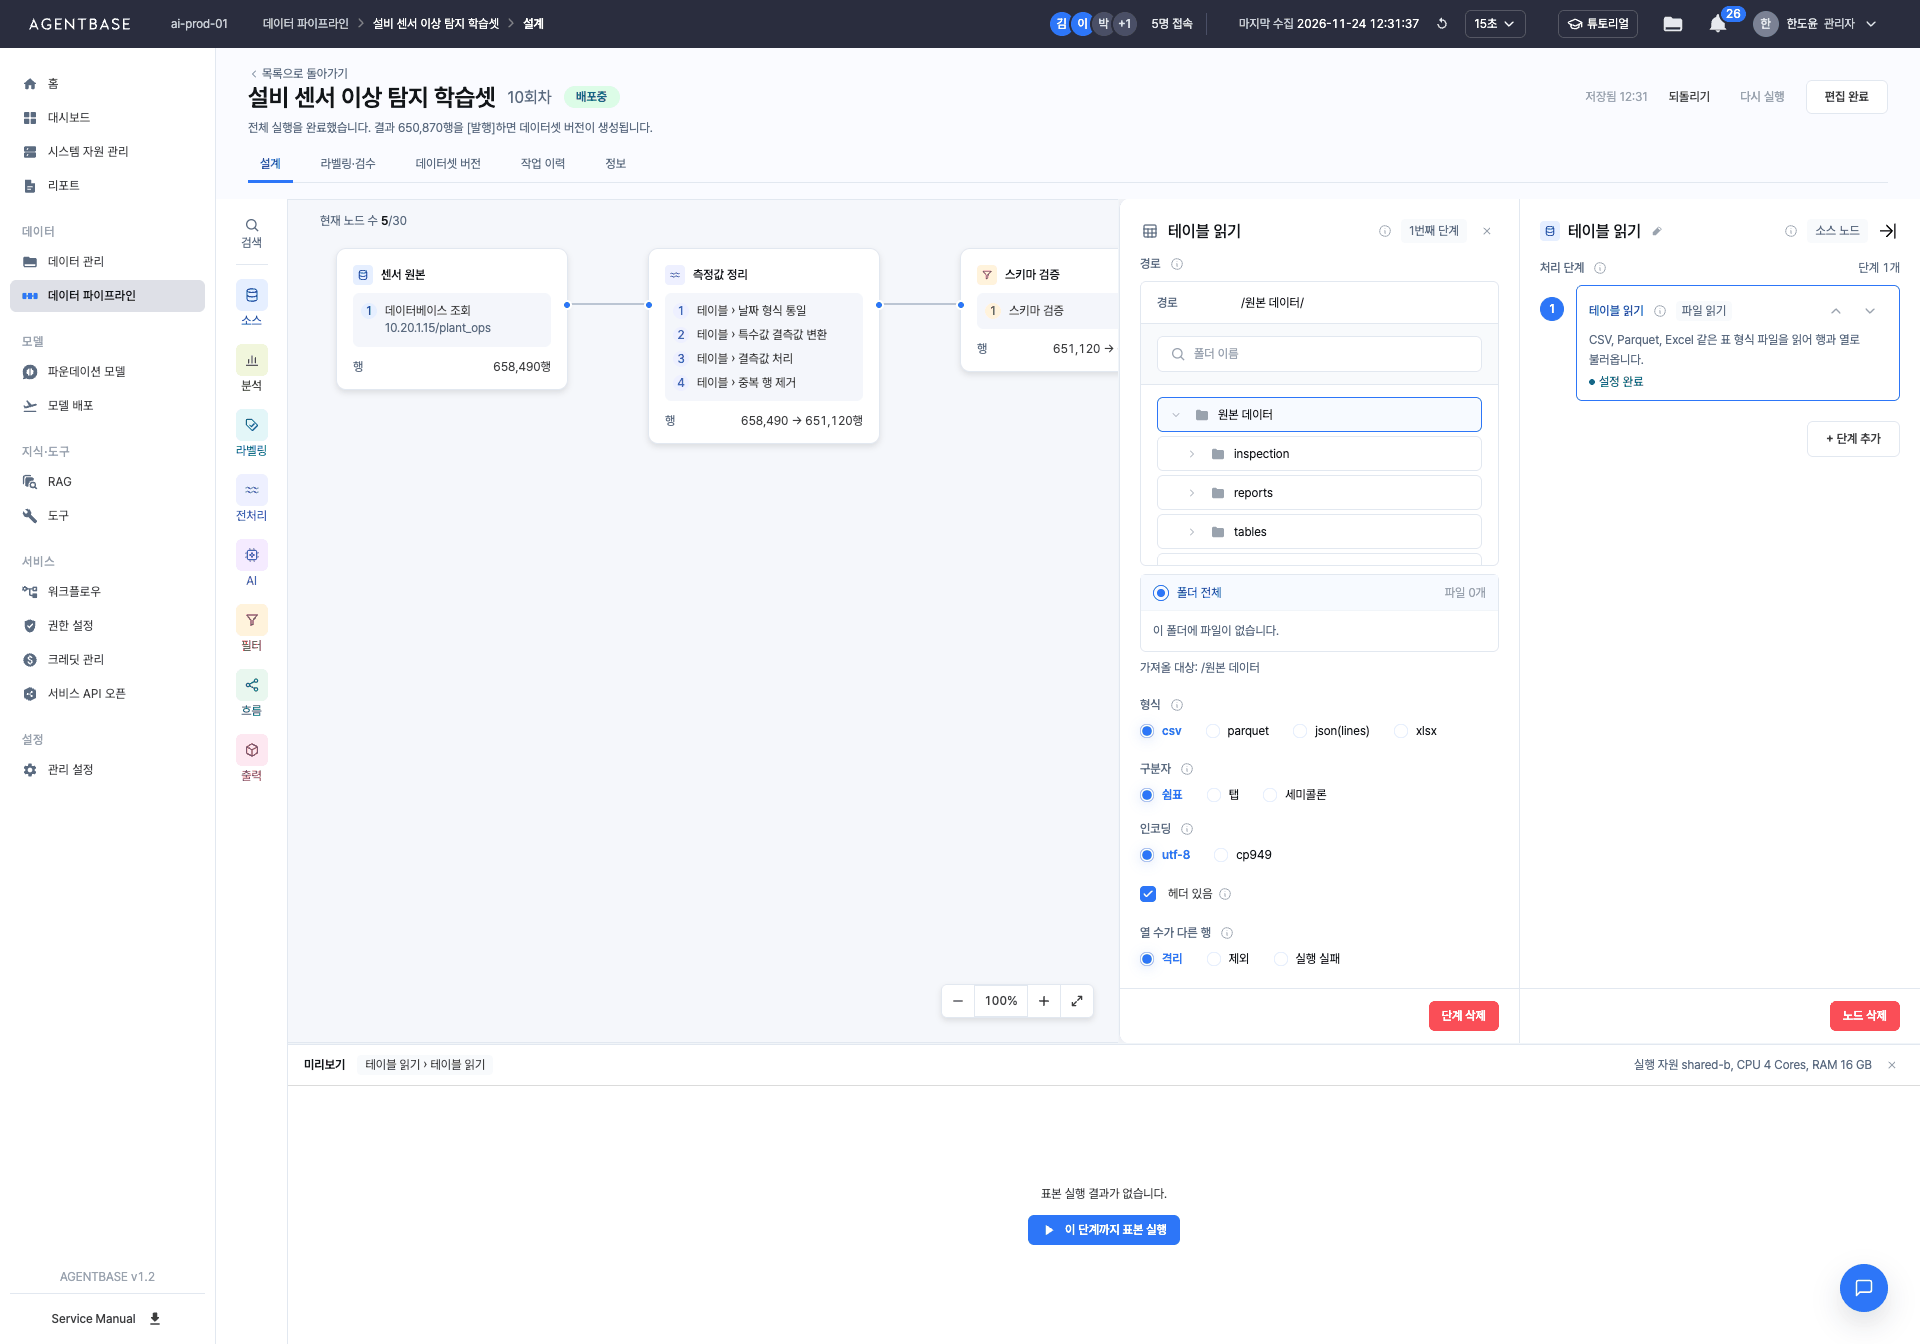 AGENTBASE
ai-prod-01
데이터 파이프라인 > 설비 센서 이상 탐지 학습셋 > 설계
김 이 박 +1 5명 접속
마지막 수집 2026-11-24 12:31:37
15초
튜토리얼
26
한 한도윤 관리자
홈
대시보드
시스템 자원 관리
리포트
데이터
데이터 관리
데이터 파이프라인
모델
파운데이션 모델
모델 배포
지식·도구
RAG
도구
서비스
워크플로우
권한 설정
크레딧 관리
서비스 API 오픈
설정
관리 설정
AGENTBASE v1.2
Service Manual
목록으로 돌아가기
설비 센서 이상 탐지 학습셋 10회차 배포중
전체 실행을 완료했습니다. 결과 650,870행을 [발행]하면 데이터셋 버전이 생성됩니다.
저장됨 12:31 되돌리기 다시 실행 편집 완료
설계 라벨링·검수 데이터셋 버전 작업 이력 정보
검색
소스
분석
라벨링
전처리
AI
필터
흐름
출력
현재 노드 수 5/30
센서 원본
1 데이터베이스 조회
10.20.1.15/plant_ops
행 658,490행
측정값 정리
1 테이블 › 날짜 형식 통일
2 테이블 › 특수값 결측값 변환
3 테이블 › 결측값 처리
4 테이블 › 중복 행 제거
행 658,490 → 651,120행
스키마 검증
1 스키마 검증
행 651,120 →
100%
테이블 읽기 1번째 단계
경로
경로 /원본 데이터/
폴더 이름
원본 데이터
inspection
reports
tables
폴더 전체 파일 0개
이 폴더에 파일이 없습니다.
가져올 대상: /원본 데이터
형식
csv parquet json(lines) xlsx
구분자
쉼표 탭 세미콜론
인코딩
utf-8 cp949
헤더 있음
열 수가 다른 행
격리 제외 실행 실패
단계 삭제
테이블 읽기 소스 노드
처리 단계 단계 1개
1 테이블 읽기 파일 읽기
CSV, Parquet, Excel 같은 표 형식 파일을 읽어 행과 열로
불러옵니다.
설정 완료
+ 단계 추가
노드 삭제
미리보기 테이블 읽기 › 테이블 읽기
실행 자원 shared-b, CPU 4 Cores, RAM 16 GB
표본 실행 결과가 없습니다.
이 단계까지 표본 실행